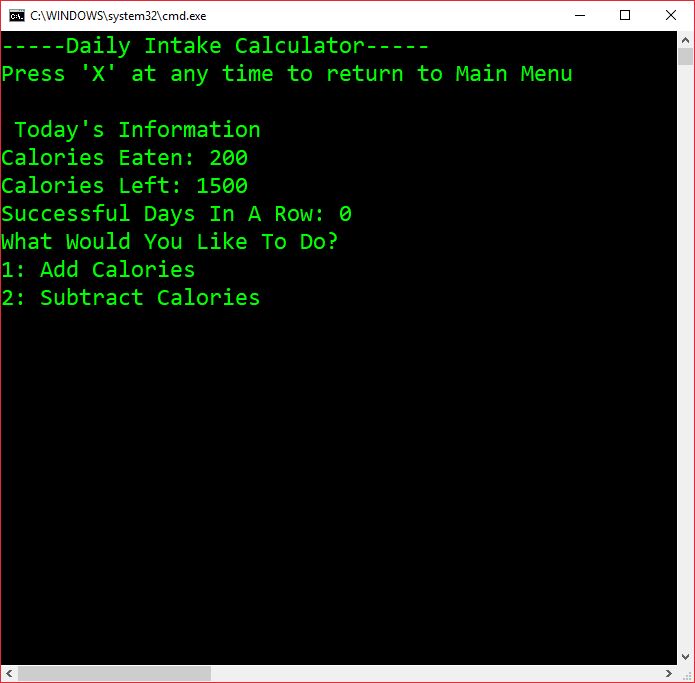 C:\WINDOWS\system32\cmd.exe
-----Daily Intake Calculator-----
Press 'X' at any time to return to Main Menu
 Today's Information
Calories Eaten: 200
Calories Left: 1500
Successful Days In A Row: 0
What Would You Like To Do?
1: Add Calories
2: Subtract Calories